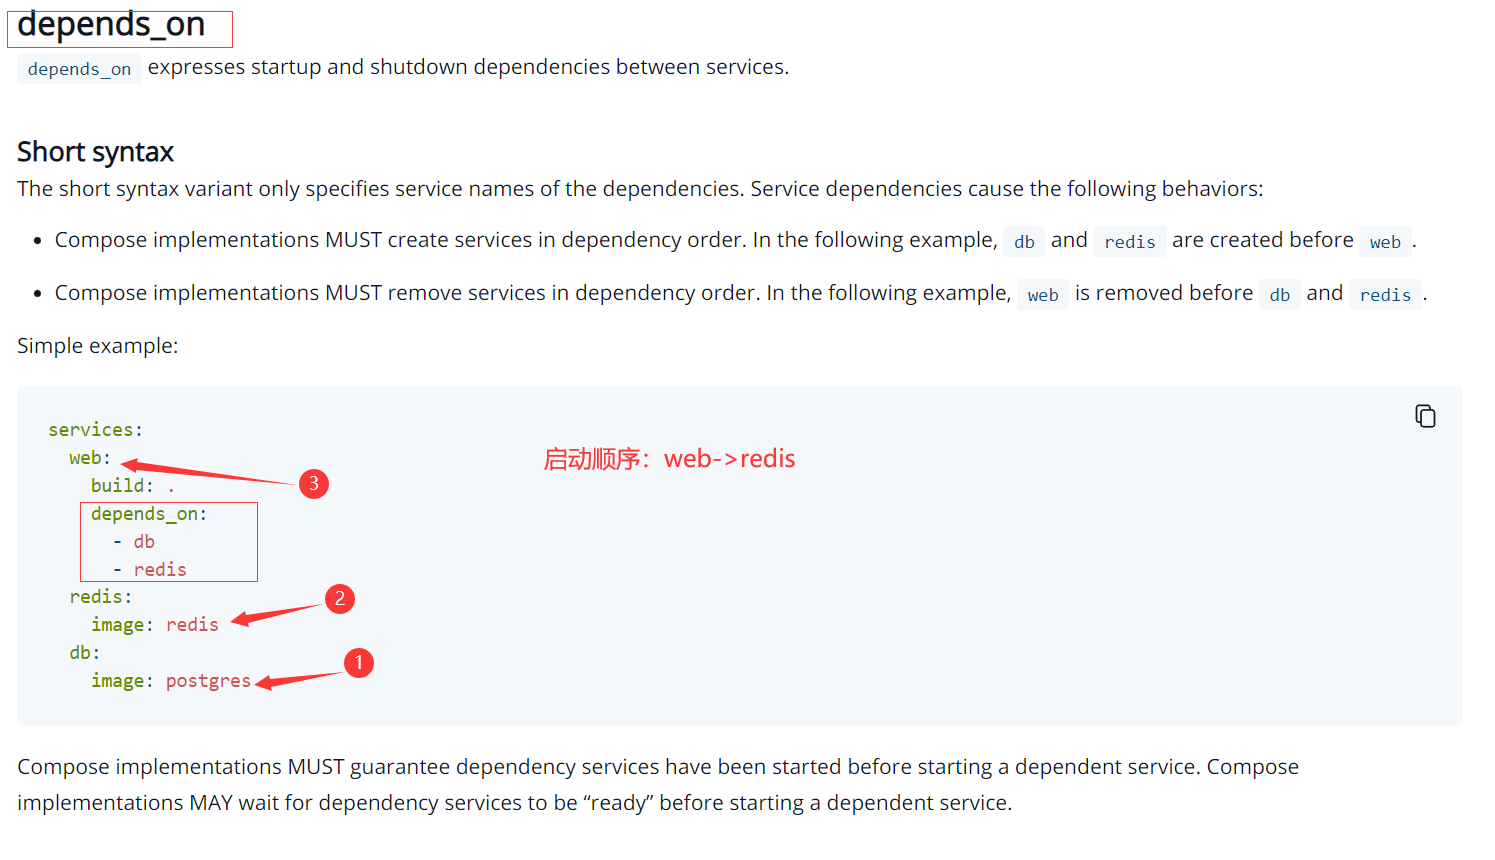 depends_on
depends_on expresses startup and shutdown dependencies between services.
Short syntax
The short syntax variant only specifies service names of the dependencies. Service dependencies cause the following behaviors:
• Compose implementations MUST create services in dependency order. In the following example, db and redis are created before web .
• Compose implementations MUST remove services in dependency order. In the following example, web is removed before db and redis .
Simple example:
services:
启动顺序：web->redis
web:
3
build: .
depends_on:
- db
- redis
redis:
2
image: redis
db:
1
image: postgres
Compose implementations MUST guarantee dependency services have been started before starting a dependent service. Compose
implementations MAY wait for dependency services to be “ready” before starting a dependent service.